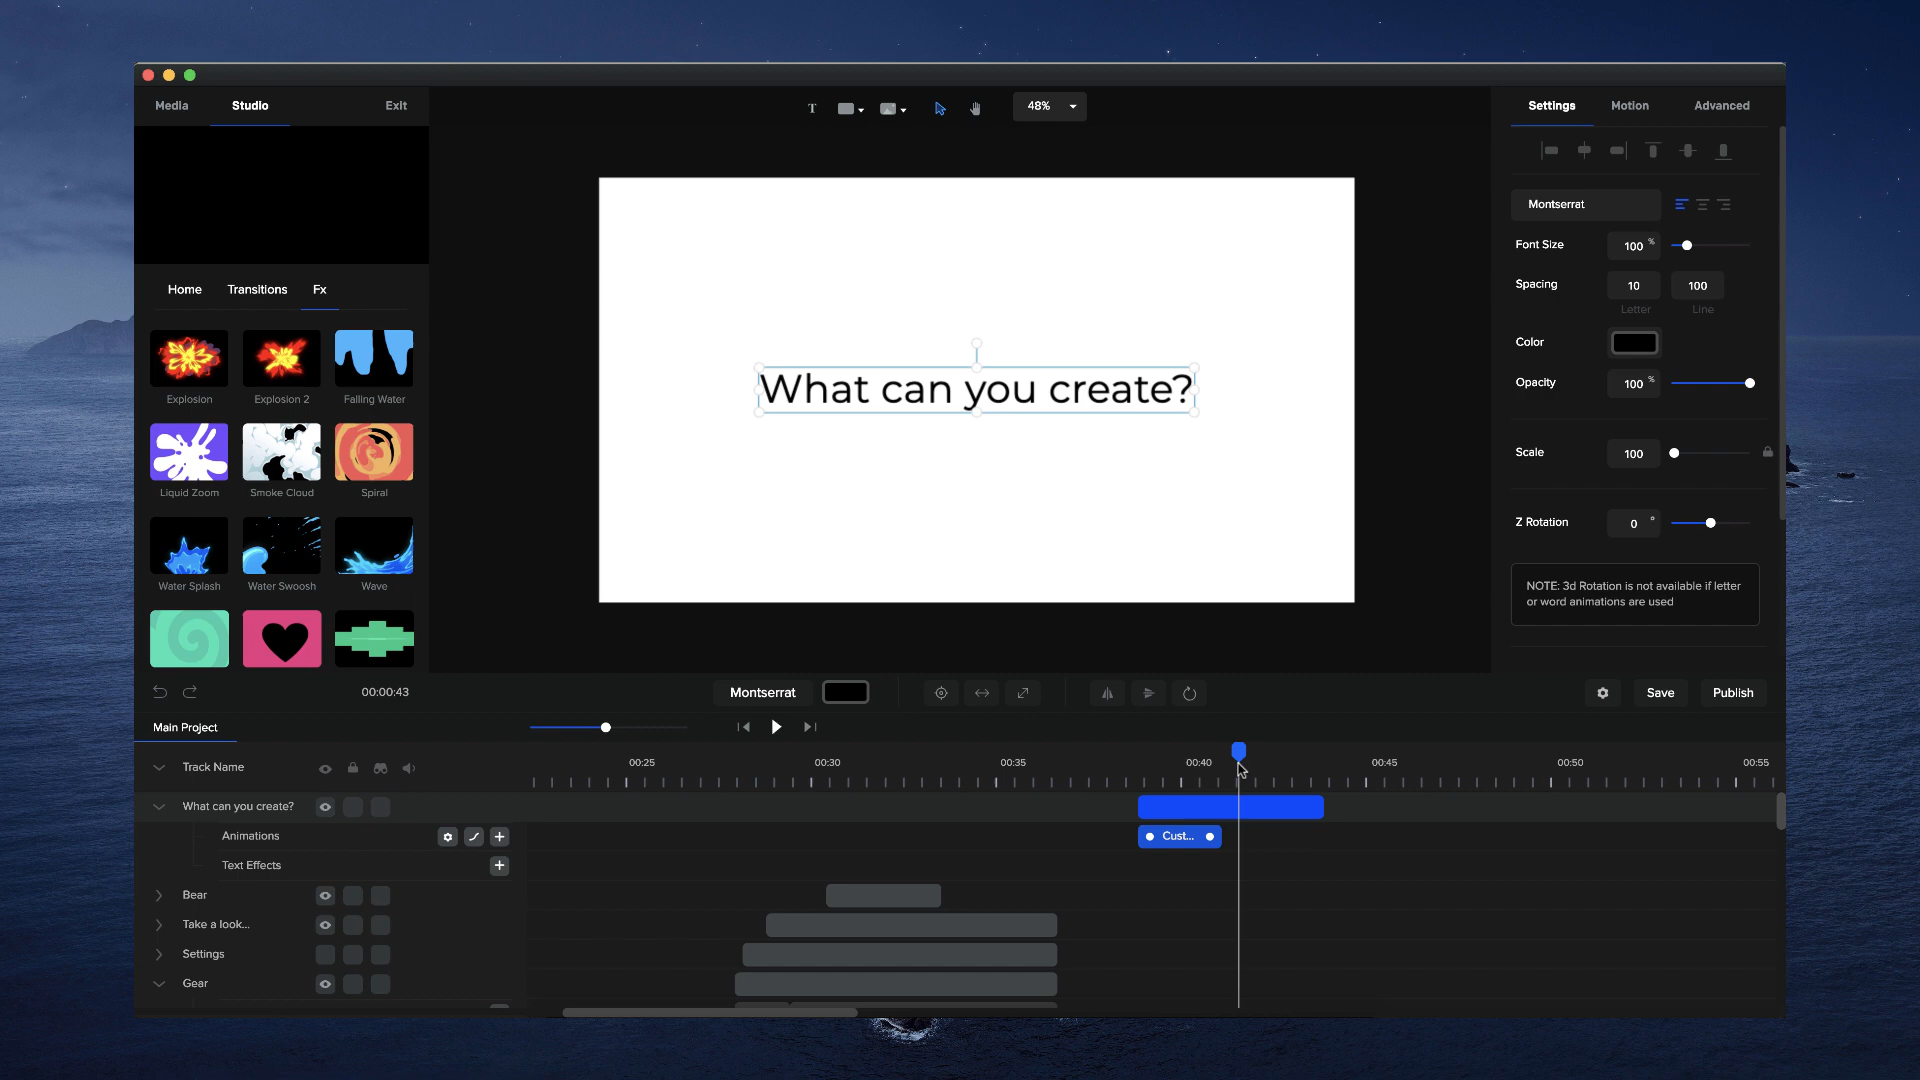 Media Studio Exit
T 48%
Settings Motion Advanced
Montserrat
Font Size 100 %
Spacing 10 100
Letter Line
Color
Opacity 100 %
Scale 100
Z Rotation 0 °
NOTE: 3d Rotation is not available if letter
or word animations are used
What can you create?
Home Transitions Fx
Explosion Explosion 2 Falling Water
Liquid Zoom Smoke Cloud Spiral
Water Splash Water Swoosh Wave
00:00:43
Montserrat
Save Publish
Main Project
Track Name
00:25 00:30 00:35 00:40 00:45 00:50 00:55
What can you create?
Animations Cust...
Text Effects
Bear
Take a look...
Settings
Gear